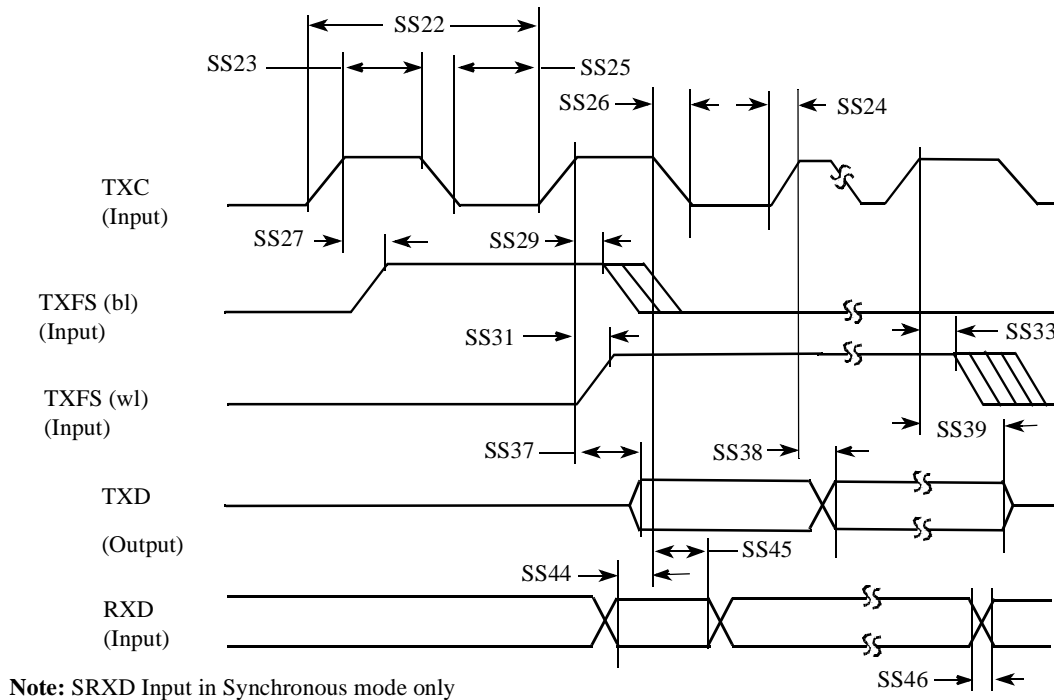 SS22
SS23
SS25
SS26
SS24
TXC
(Input)
SS27
SS29
TXFS (bl)
(Input)
SS31
SS33
TXFS (wl)
(Input)
SS39
SS37
SS38
TXD
(Output)
SS45
SS44
RXD
(Input)
SS46
Note: SRXD Input in Synchronous mode only